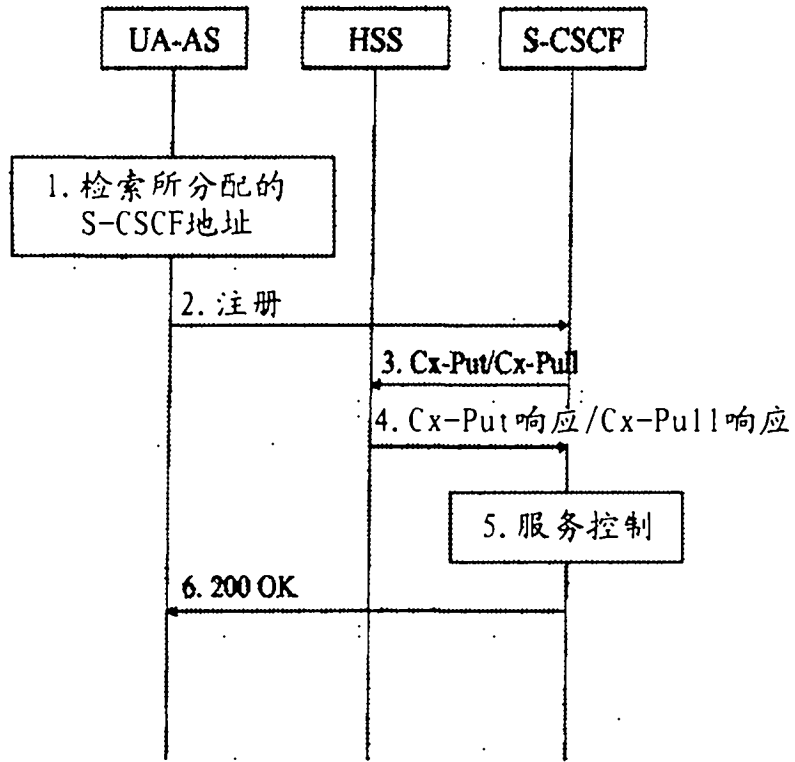 UA-AS
HSS
S-CSCF
1.检索所分配的
S-CSCF地址
2.注册
3. Cx-Put/Cx-Pull
4.Cx-Put响应/Cx-Pull响应
5.服务控制
6. 200 OK